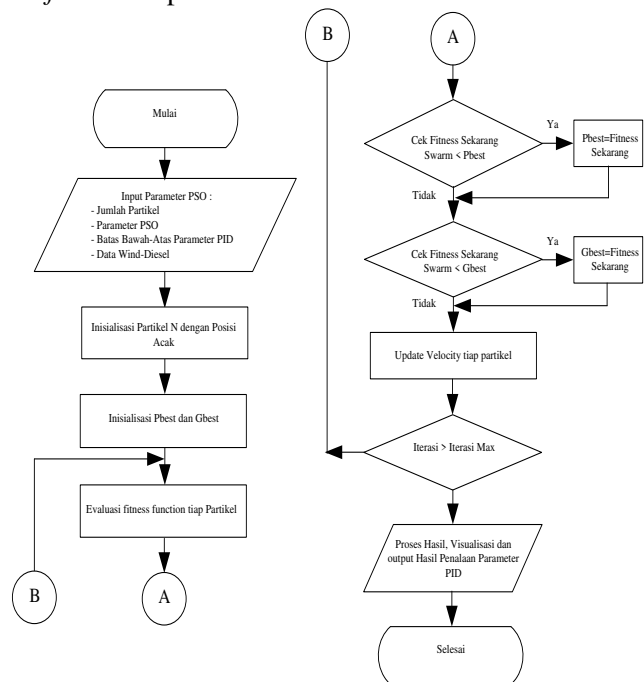 Mulai
Input Parameter PSO :
- Jumlah Partikel
- Parameter PSO
- Batas Bawah-Atas Parameter PID
- Data Wind-Diesel
Inisialisasi Partikel N dengan Posisi
Acak
Inisialisasi Pbest dan Gbest
Evaluasi fitness function tiap Partikel
B
A
B
A
Cek Fitness Sekarang
Swarm < Pbest
Ya
Pbest=Fitness
Sekarang
Tidak
Cek Fitness Sekarang
Swarm < Gbest
Ya
Gbest=Fitness
Sekarang
Tidak
Update Velocity tiap partikel
Iterasi > Iterasi Max
Proses Hasil, Visualisasi dan
output Hasil Penalaan Parameter
PID
Selesai